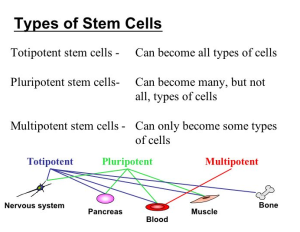 Types of Stem Cells
Totipotent stem cells - Can become all types of cells
Pluripotent stem cells- Can become many, but not
all, types of cells
Multipotent stem cells - Can only become some types
of cells
Totipotent Pluripotent Multipotent
Nervous system
Pancreas
Blood
Muscle
Bone